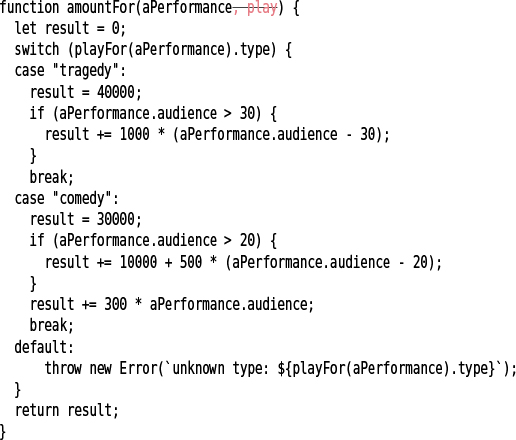 function amountFor(aPerformance, play) {
  let result = 0;
  switch (playFor(aPerformance).type) {
  case "tragedy":
    result = 40000;
    if (aPerformance.audience > 30) {
      result += 1000 * (aPerformance.audience - 30);
    }
    break;
  case "comedy":
    result = 30000;
    if (aPerformance.audience > 20) {
      result += 10000 + 500 * (aPerformance.audience - 20);
    }
    result += 300 * aPerformance.audience;
    break;
  default:
      throw new Error(`unknown type: ${playFor(aPerformance).type}`);
  }
  return result;
}